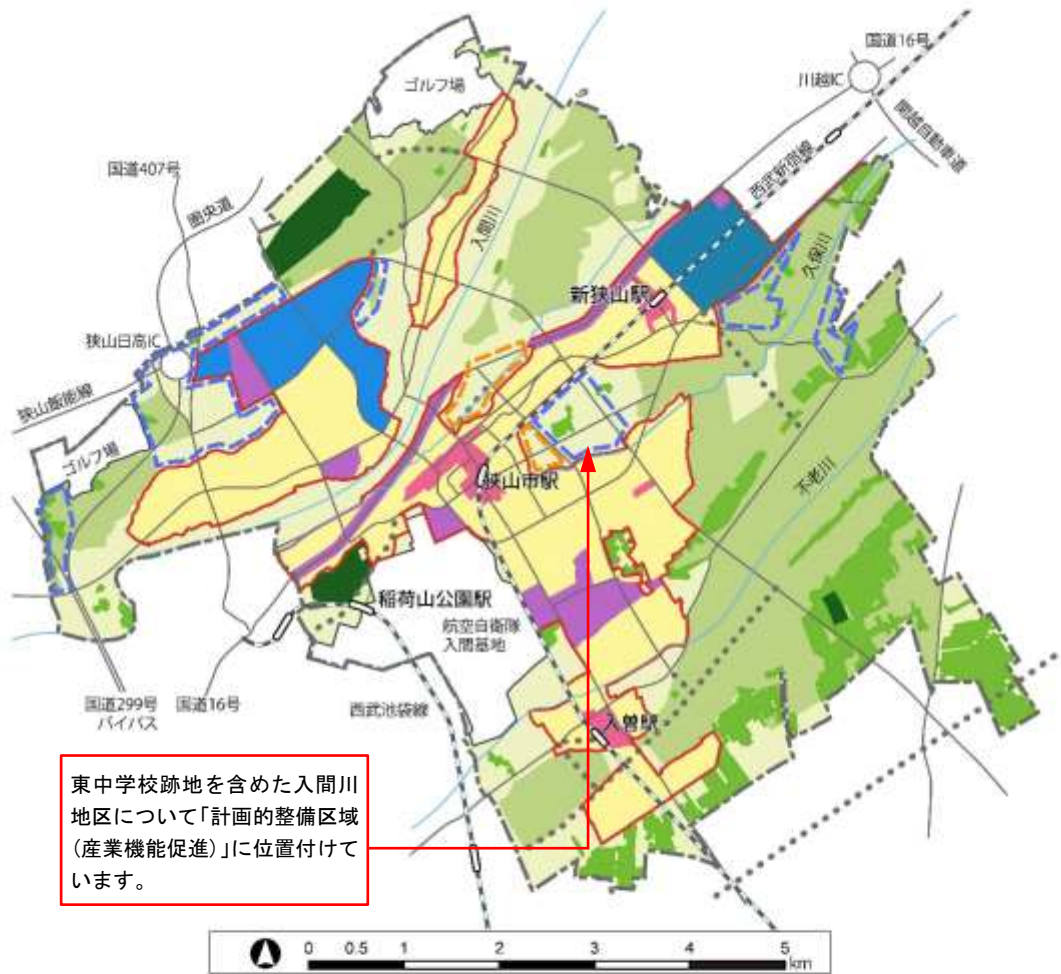 国道16号
ゴルフ場
川越IC
関越自動車道
西武新宿線
国道407号
圏央道
入間川
久保川
新狭山駅
狭山日高IC
狭山飯能線
ゴルフ場
狭山市駅
不老川
稲荷山公園駅
航空自衛隊
入間基地
国道299号
バイパス
国道16号
西武池袋線
入曽駅
東中学校跡地を含めた入間川
地区について「計画的整備区域
(産業機能促進)」に位置付けて
います。
0 0.5 1 2 3 4 5
km